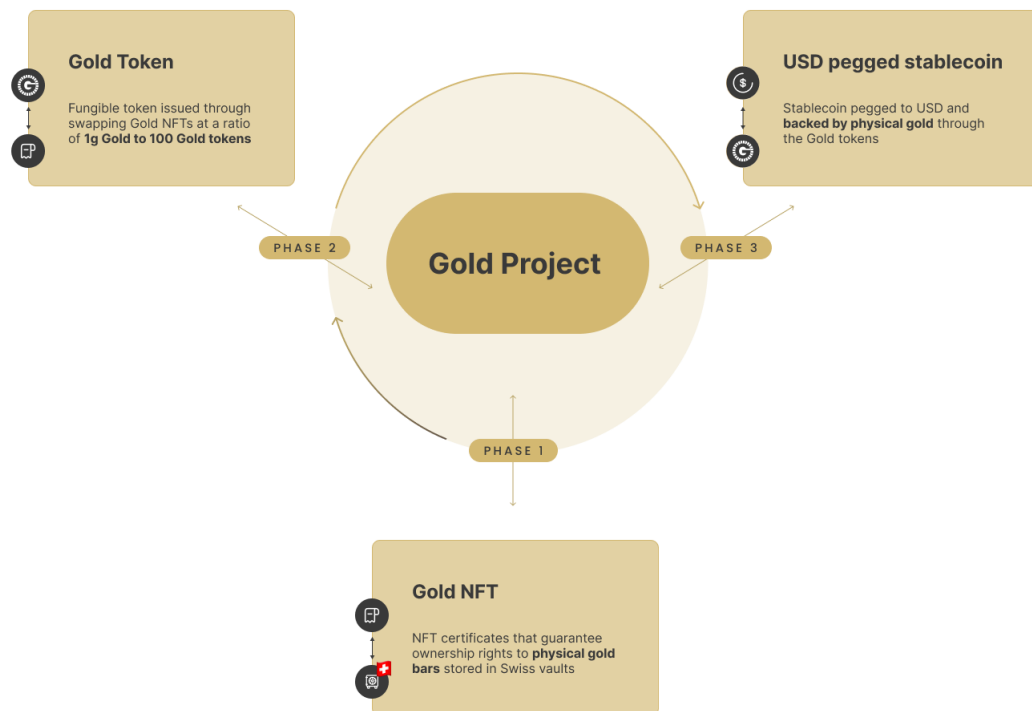 Gold Token
Fungible token issued through
swapping Gold NFTs at a ratio
of 1g Gold to 100 Gold tokens
USD pegged stablecoin
Stablecoin pegged to USD and
backed by physical gold through
the Gold tokens
PHASE 2
Gold Project
PHASE 3
PHASE 1
Gold NFT
NFT certificates that guarantee
ownership rights to physical gold
bars stored in Swiss vaults